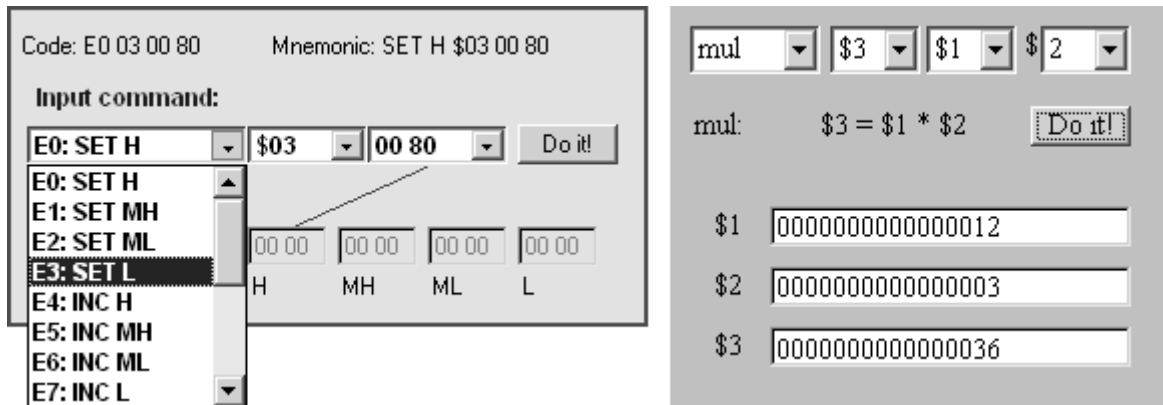 Code: E0 03 00 80 Mnemonic: SET H $03 00 80
Input command:
E0: SET H $03 00 80 Do it!
E0: SET H
E1: SET MH
E2: SET ML
E3: SET L
E4: INC H
E5: INC MH
E6: INC ML
E7: INC L
00 00 00 00 00 00 00 00
H MH ML L
mul $3 $1 $ 2
mul: $3 = $1 * $2 Do it!
$1 0000000000000012
$2 0000000000000003
$3 0000000000000036